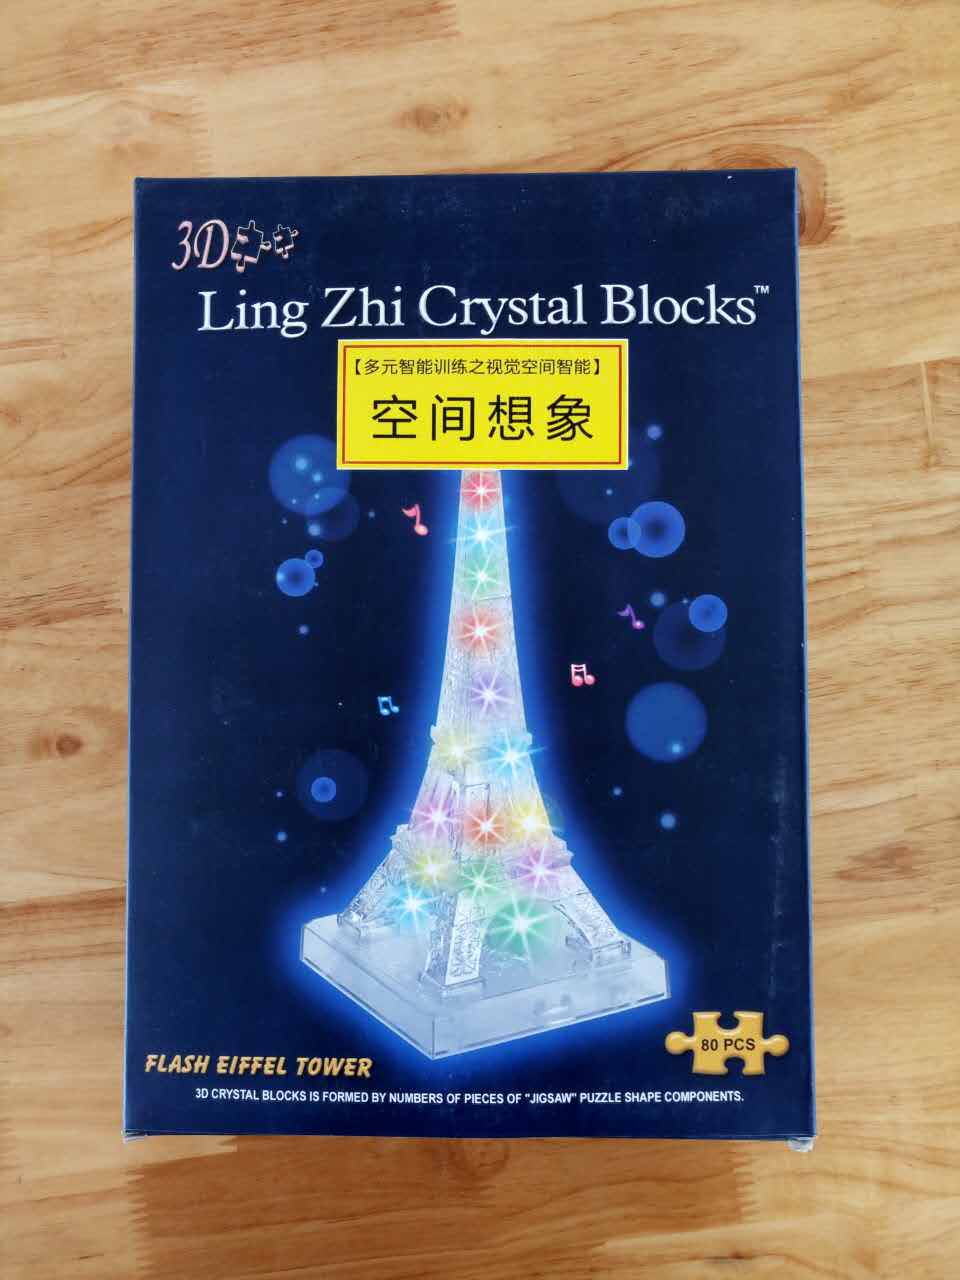 3D
Ling Zhi Crystal Blocks™
【多元智能训练之视觉空间智能】
空间想象
80 PCS
FLASH EIFFEL TOWER
3D CRYSTAL BLOCKS IS FORMED BY NUMBERS OF PIECES OF "JIGSAW" PUZZLE SHAPE COMPONENTS.